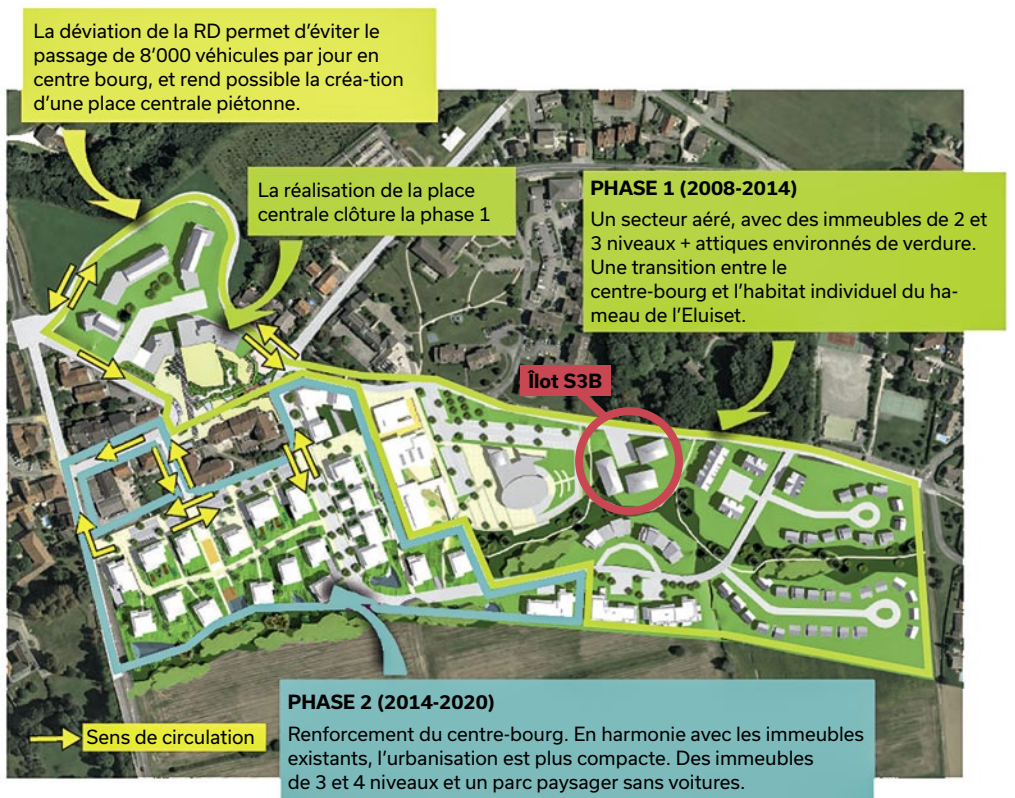 La déviation de la RD permet d'éviter le
passage de 8'000 véhicules par jour en
centre bourg, et rend possible la créa-tion
d'une place centrale piétonne.
La réalisation de la place
centrale clôture la phase 1
PHASE 1 (2008-2014)
Un secteur aéré, avec des immeubles de 2 et
3 niveaux + attiques environnés de verdure.
Une transition entre le
centre-bourg et l'habitat individuel du ha-
meau de l'Eluiset.
Îlot S3B
PHASE 2 (2014-2020)
Renforcement du centre-bourg. En harmonie avec les immeubles
existants, l'urbanisation est plus compacte. Des immeubles
de 3 et 4 niveaux et un parc paysager sans voitures.
Sens de circulation